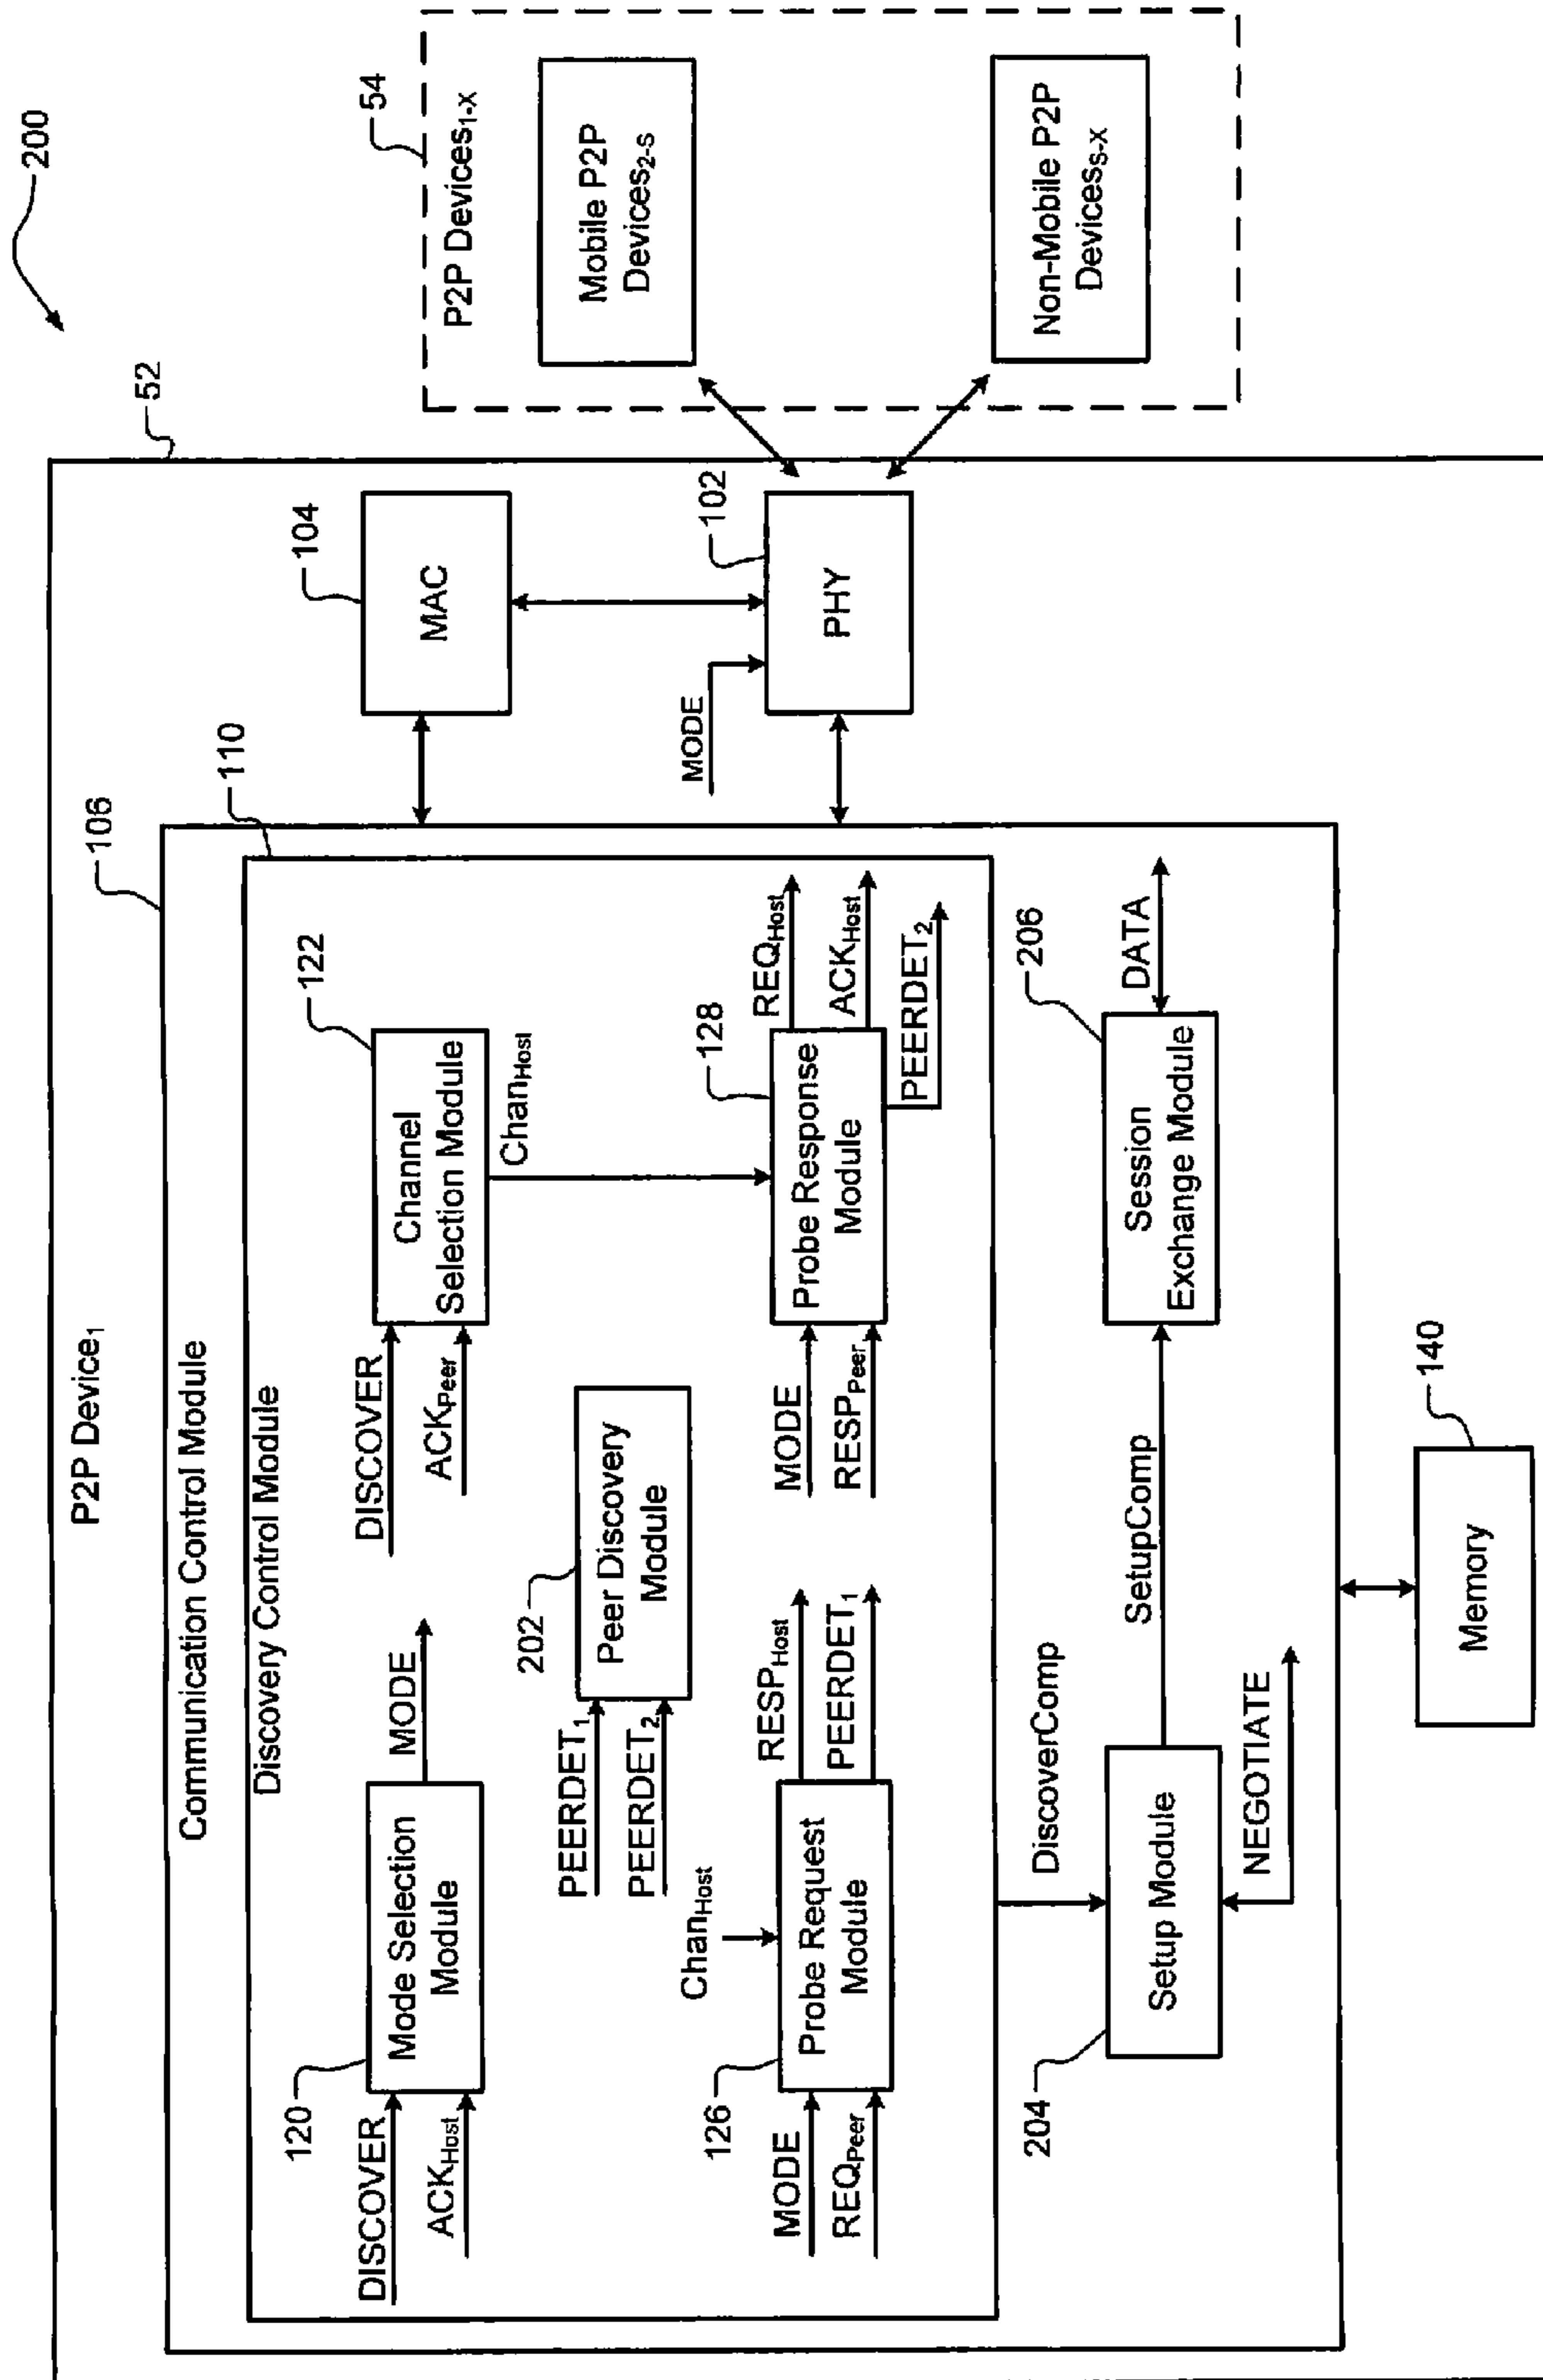 200
P2P Device1
52
Communication Control Module
106
Discovery Control Module
110
DISCOVER
ACKHost
120
Mode Selection
Module
MODE
DISCOVER
ACKPeer
Channel
Selection Module
122
ChanHost
PEERDET1
PEERDET2
202
Peer Discovery
Module
ChanHost
MODE
REQPeer
126
Probe Request
Module
RESPHost
PEERDET1
MODE
RESPPeer
Probe Response
Module
128
REQHost
ACKHost
PEERDET2
DiscoverComp
204
Setup Module
NEGOTIATE
SetupComp
Session
Exchange Module
206
DATA
Memory
140
MAC
104
MODE
PHY
102
P2P Devices1-X
54
Mobile P2P
Devices2-S
Non-Mobile P2P
DevicesS-X